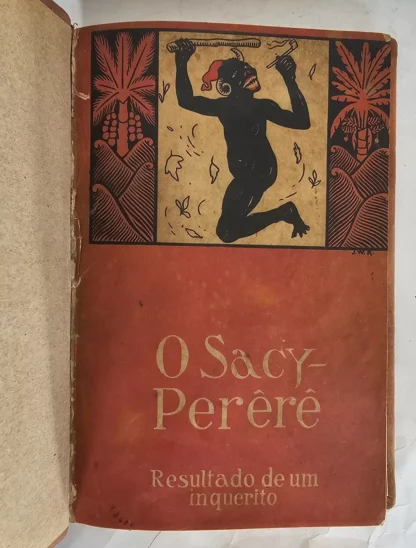 J.W.R.
O Sacy-
Perêrê
Resultado de um
inquerito